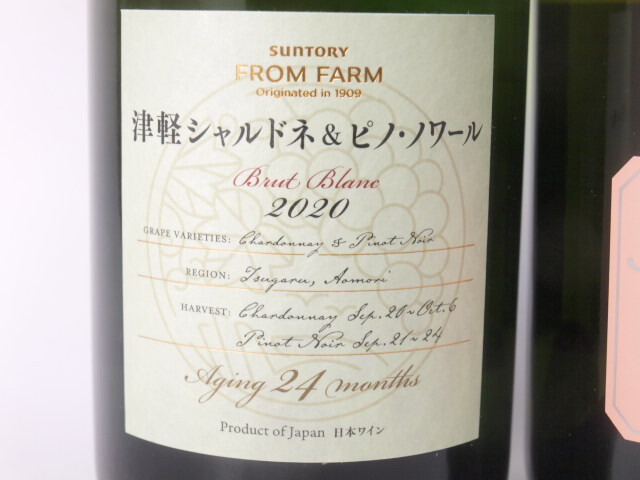 SUNTORY
FROM FARM
Originated in 1909
津軽シャルドネ&ピノ・ノワール
Brut Blanc
2020
GRAPE VARIETIES: Chardonnay & Pinot Noir
REGION: Tsugaru, Aomori
HARVEST: Chardonnay Sep.20~Oct.6
Pinot Noir Sep.21~24
Aging 24 months
Product of Japan 日本ワイン